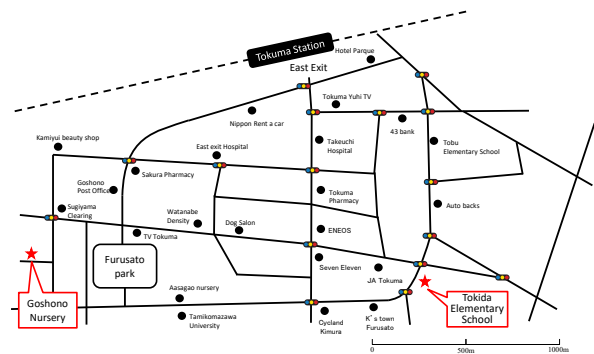 Tokuma Station
Hotel Parque
East Exit
Tokuma Yuhi TV
Nippon Rent a car
43 bank
Kamiyui beauty shop
East exit Hospital
Takeuchi
Hospital
Tobu
Elementary School
Sakura Pharmacy
Goshono
Post Office
Tokuma
Pharmacy
Auto backs
Sugiyama
Clearing
Watanabe
Density
Dog Salon
ENEOS
TV Tokuma
Furusato
park
Seven Eleven
JA Tokuma
Goshono
Nursery
Aasagao nursery
Tamikomozawa
University
Cycland
Kimura
K's town
Furusato
Tokida
Elementary
School
0
500m
1000m